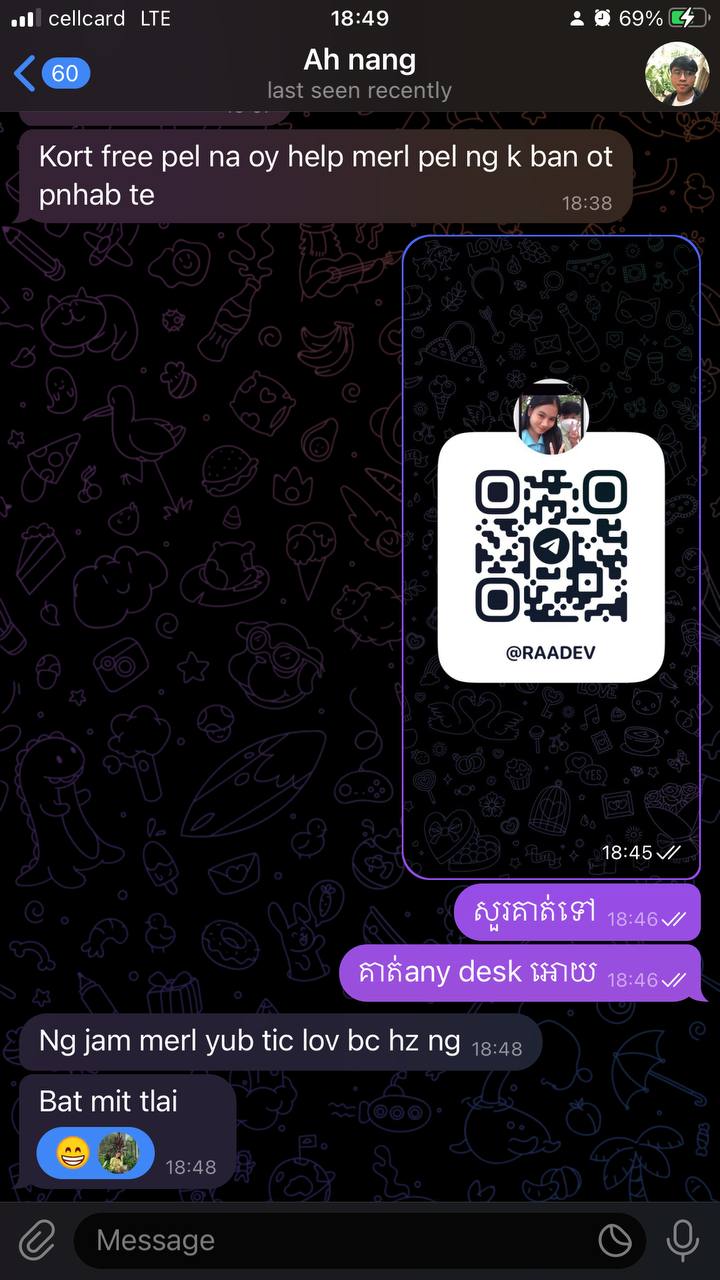 cellcard LTE
18:49
69%
60
Ah nang
last seen recently
Kort free pel na oy help merl pel ng k ban ot
pnhab te
18:38
LOVE
@RAADEV
LOVE
YES
18:45
សួរគាត់ទៅ 18:46
គាត់any desk អោយ 18:46
Ng jam merl yub tic lov bc hz ng 18:48
Bat mit tlai
18:48
Message